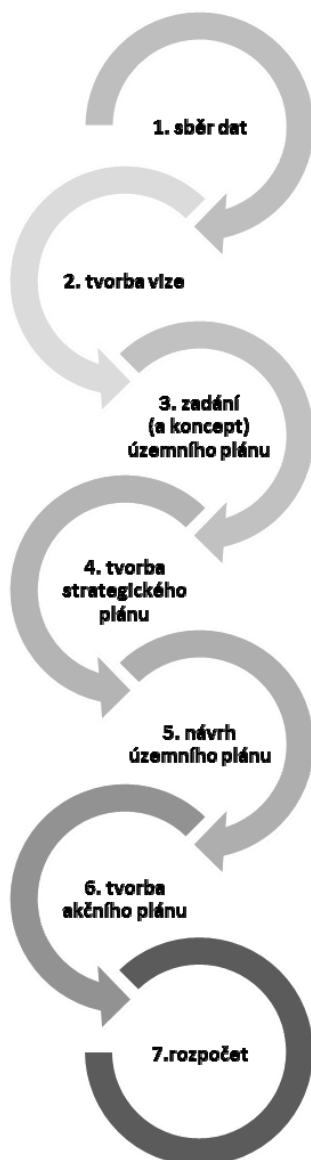 1. sběr dat
2. tvorba vize
3. zadání
(a koncept)
územního plánu
4. tvorba
strategického
plánu
5. návrh
územního plánu
6. tvorba
akčního plánu
7.rozpočet